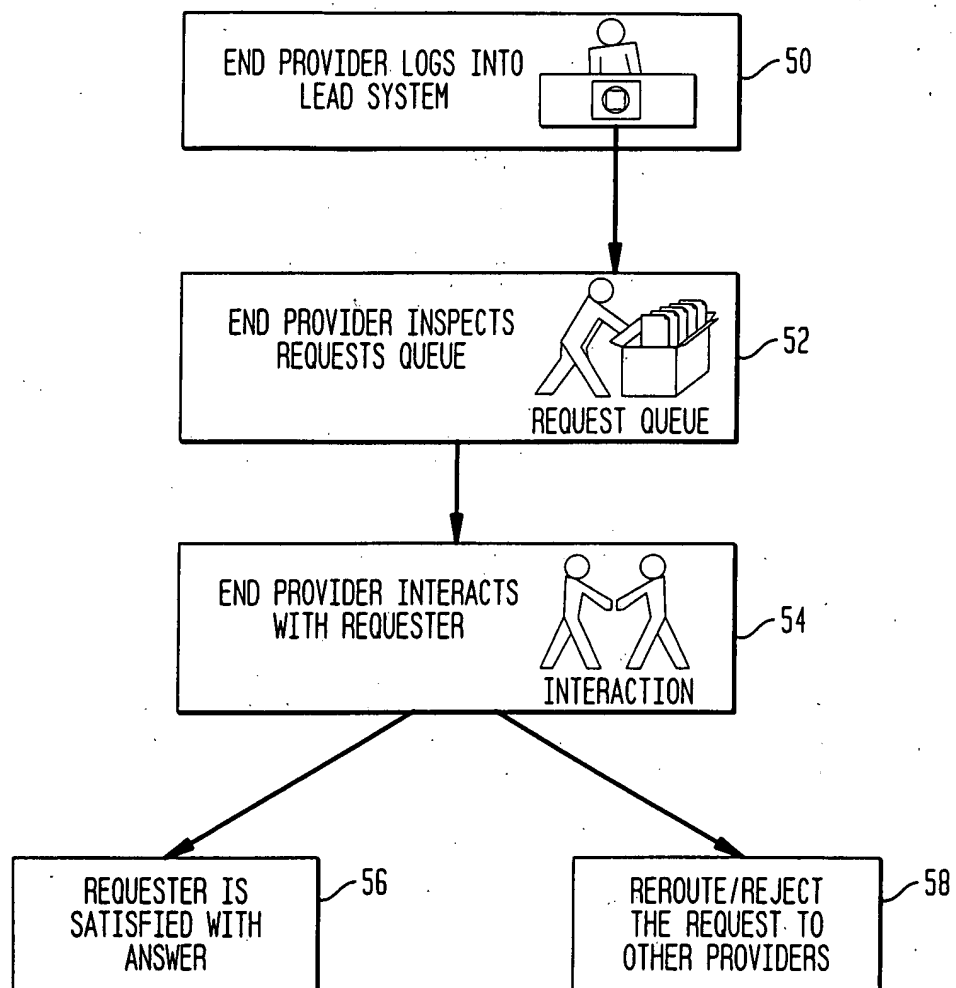 END PROVIDER LOGS INTO
LEAD SYSTEM
50
END PROVIDER INSPECTS
REQUESTS QUEUE
REQUEST QUEUE
52
END PROVIDER INTERACTS
WITH REQUESTER
INTERACTION
54
REQUESTER IS
SATISFIED WITH
ANSWER
56
REROUTE/REJECT
THE REQUEST TO
OTHER PROVIDERS
58